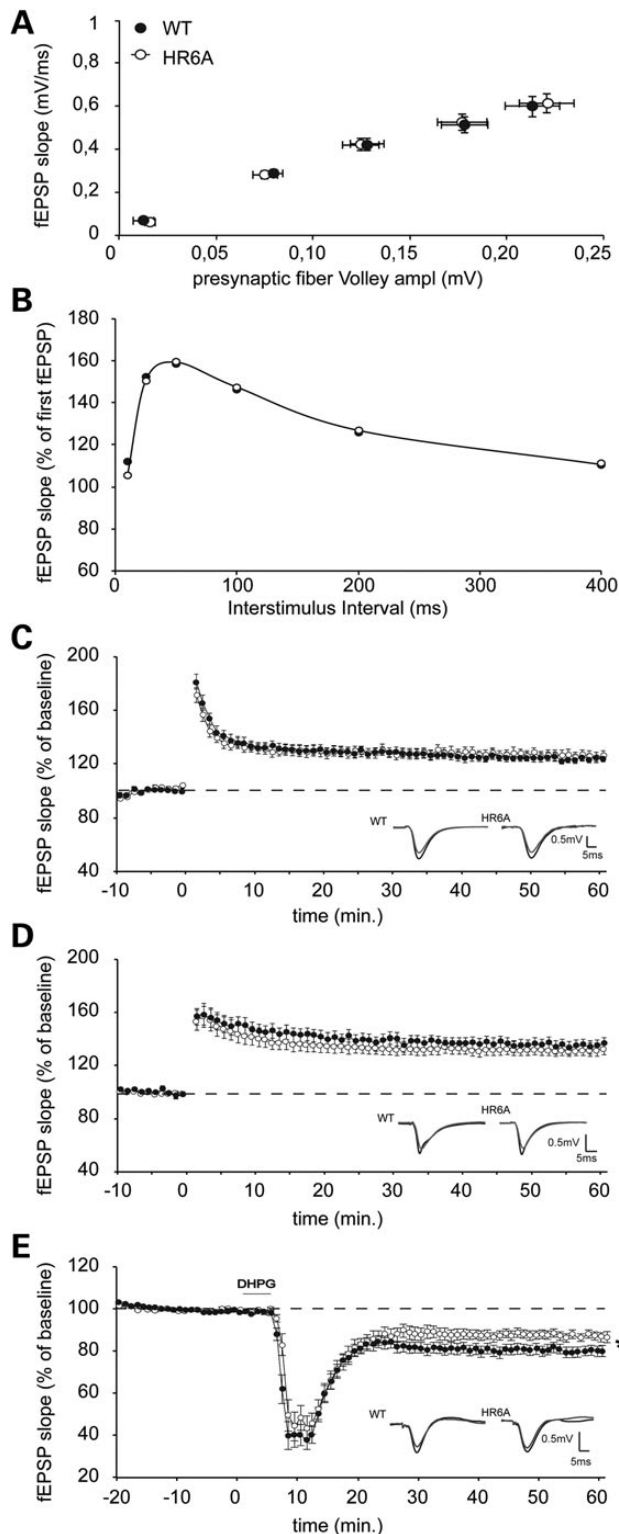 A
WT
HR6A
fEPSP slope (mV/ms)
1
0,8
0,6
0,4
0,2
0
0 0,05 0,10 0,15 0,20 0,25
presynaptic fiber Volley ampl (mV)
B
fEPSP slope (% of first fEPSP)
180
160
140
120
100
80
60
0 100 200 300 400
Interstimulus Interval (ms)
C
fEPSP slope (% of baseline)
200
160
120
80
40
WT HR6A
0.5mV
5ms
-10 0 10 20 30 40 50 60
time (min.)
D
fEPSP slope (% of baseline)
200
160
120
80
40
WT HR6A
0.5mV
5ms
-10 0 10 20 30 40 50 60
time (min.)
E
fEPSP slope (% of baseline)
120
100
80
60
40
20
DHPG
WT HR6A
0.5mV
5ms
-20 -10 0 10 20 30 40 50 60
time (min.)